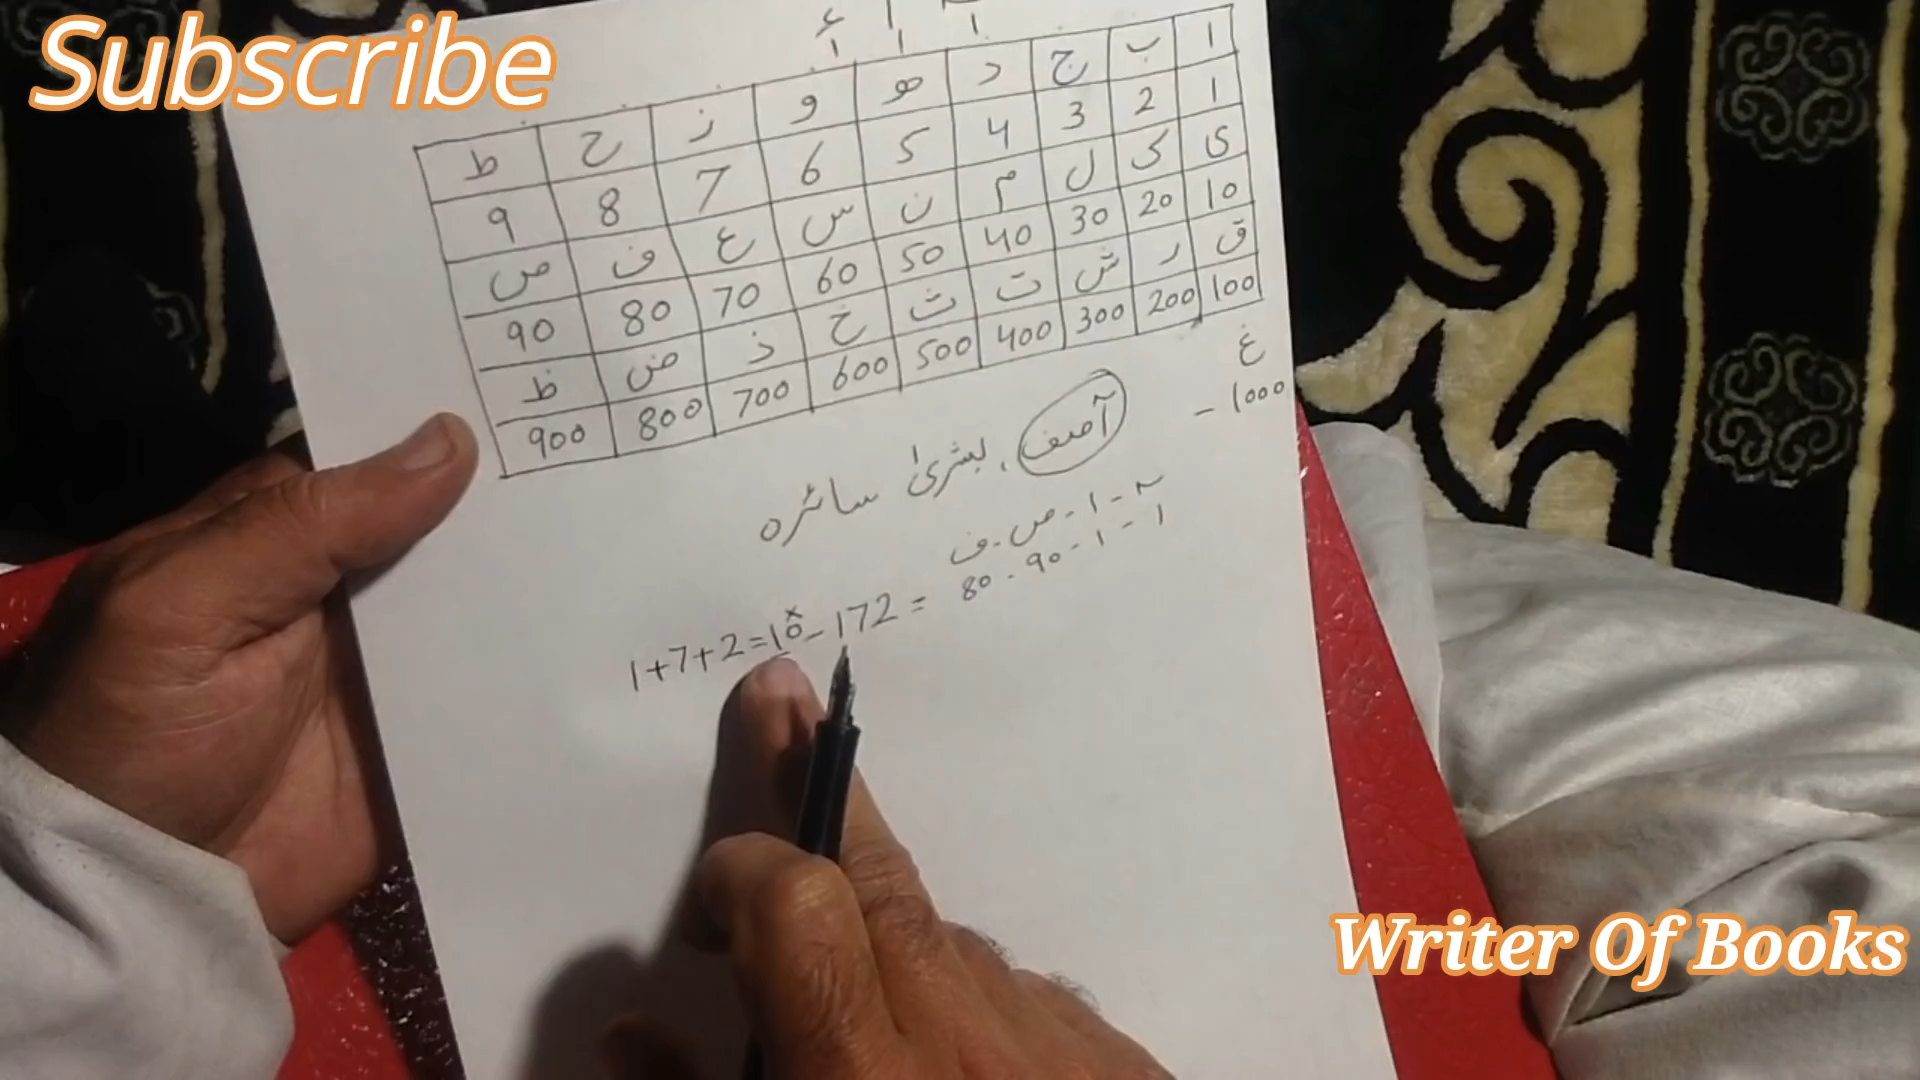 Subscribe
ا ب ج د ھ و ز ح ط
1 2 3 4 5 6 7 8 9
ی ک ل م ن س ع ف ص
10 20 30 40 50 60 70 80 90
ق ر ش ت ث خ ذ ض ظ
100 200 300 400 500 600 700 800 900
غ
1000 -
آصف، بشریٰ سائرہ
~ - ا - ص - ف
1 - 1 - 90 - 80
1+7+2=10 - 172 =
Writer Of Books